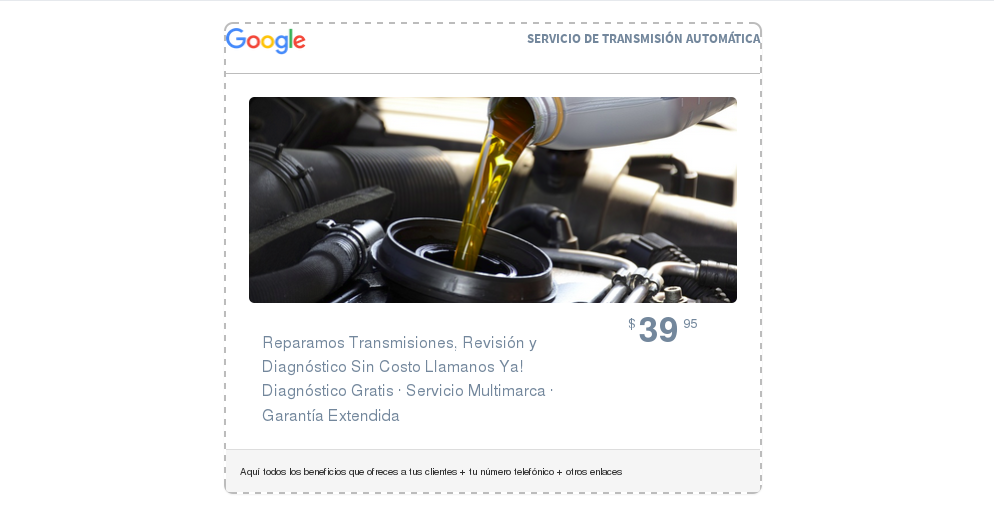 Google
SERVICIO DE TRANSMISIÓN AUTOMÁTICA
$39 95
Reparamos Transmisiones, Revisión y
Diagnóstico Sin Costo Llamanos Ya!
Diagnóstico Gratis · Servicio Multimarca ·
Garantía Extendida
Aquí todos los beneficios que ofreces a tus clientes + tu número telefónico + otros enlaces